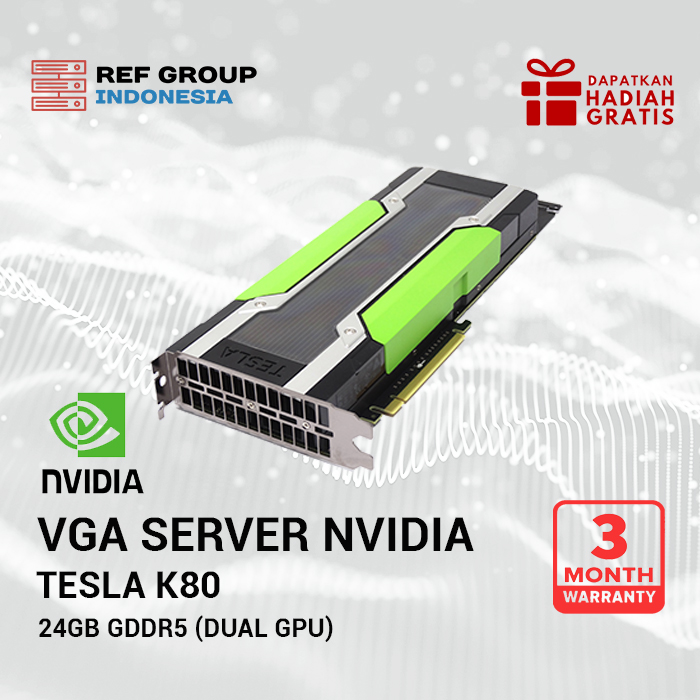 REF GROUP
INDONESIA
DAPATKAN
HADIAH
GRATIS
TESLA
NVIDIA
VGA SERVER NVIDIA
TESLA K80
24GB GDDR5 (DUAL GPU)
3
MONTH
WARRANTY